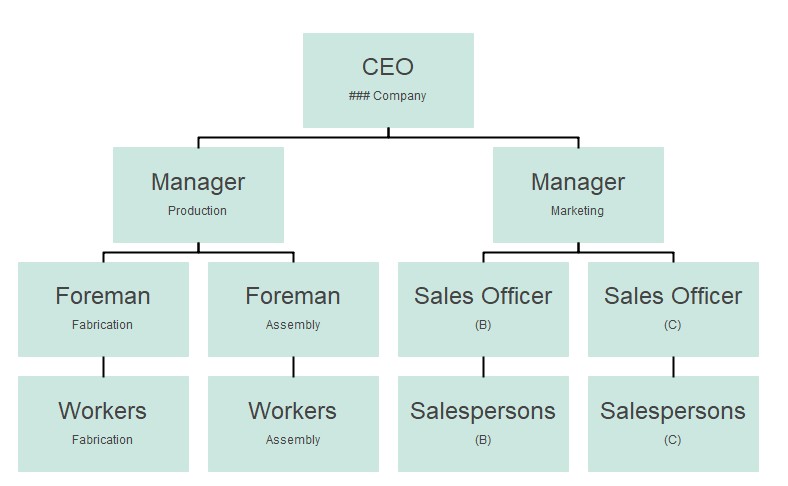 CEO
### Company
Manager
Production
Manager
Marketing
Foreman
Fabrication
Foreman
Assembly
Sales Officer
(B)
Sales Officer
(C)
Workers
Fabrication
Workers
Assembly
Salespersons
(B)
Salespersons
(C)